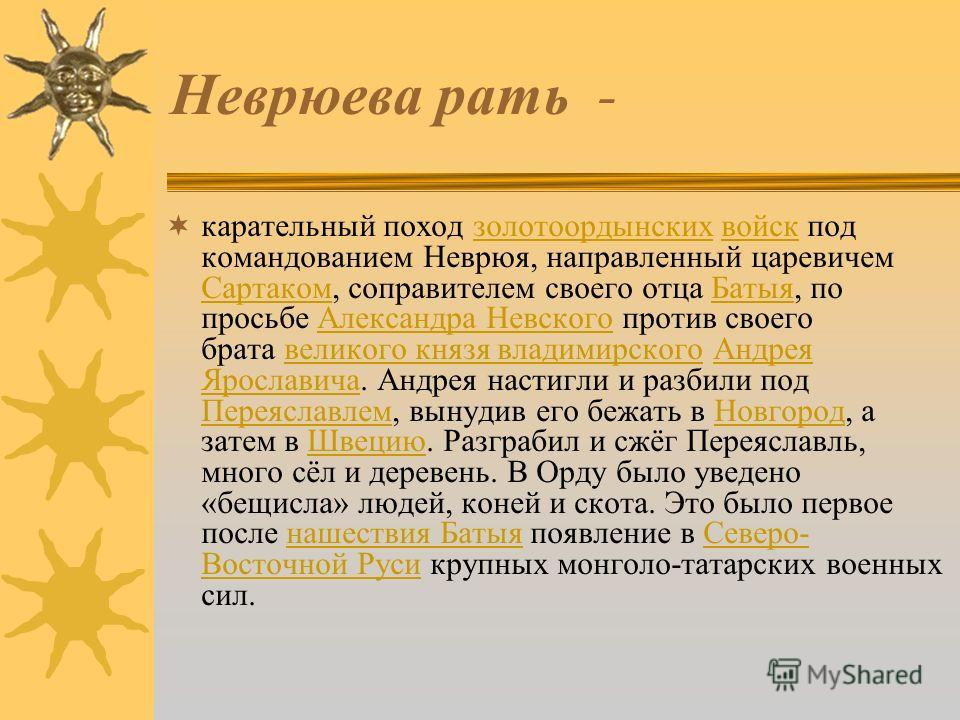 Неврюева рать -
карательный поход золотоордынских войск под
командованием Неврюя, направленный царевичем
Сартаком, соправителем своего отца Батыя, по
просьбе Александра Невского против своего
брата великого князя владимирского Андрея
Ярославича. Андрея настигли и разбили под
Переяславлем, вынудив его бежать в Новгород, а
затем в Швецию. Разграбил и сжёг Переяславль,
много сёл и деревень. В Орду было уведено
«бещисла» людей, коней и скота. Это было первое
после нашествия Батыя появление в Северо-
Восточной Руси крупных монголо-татарских военных
сил.
MyShared